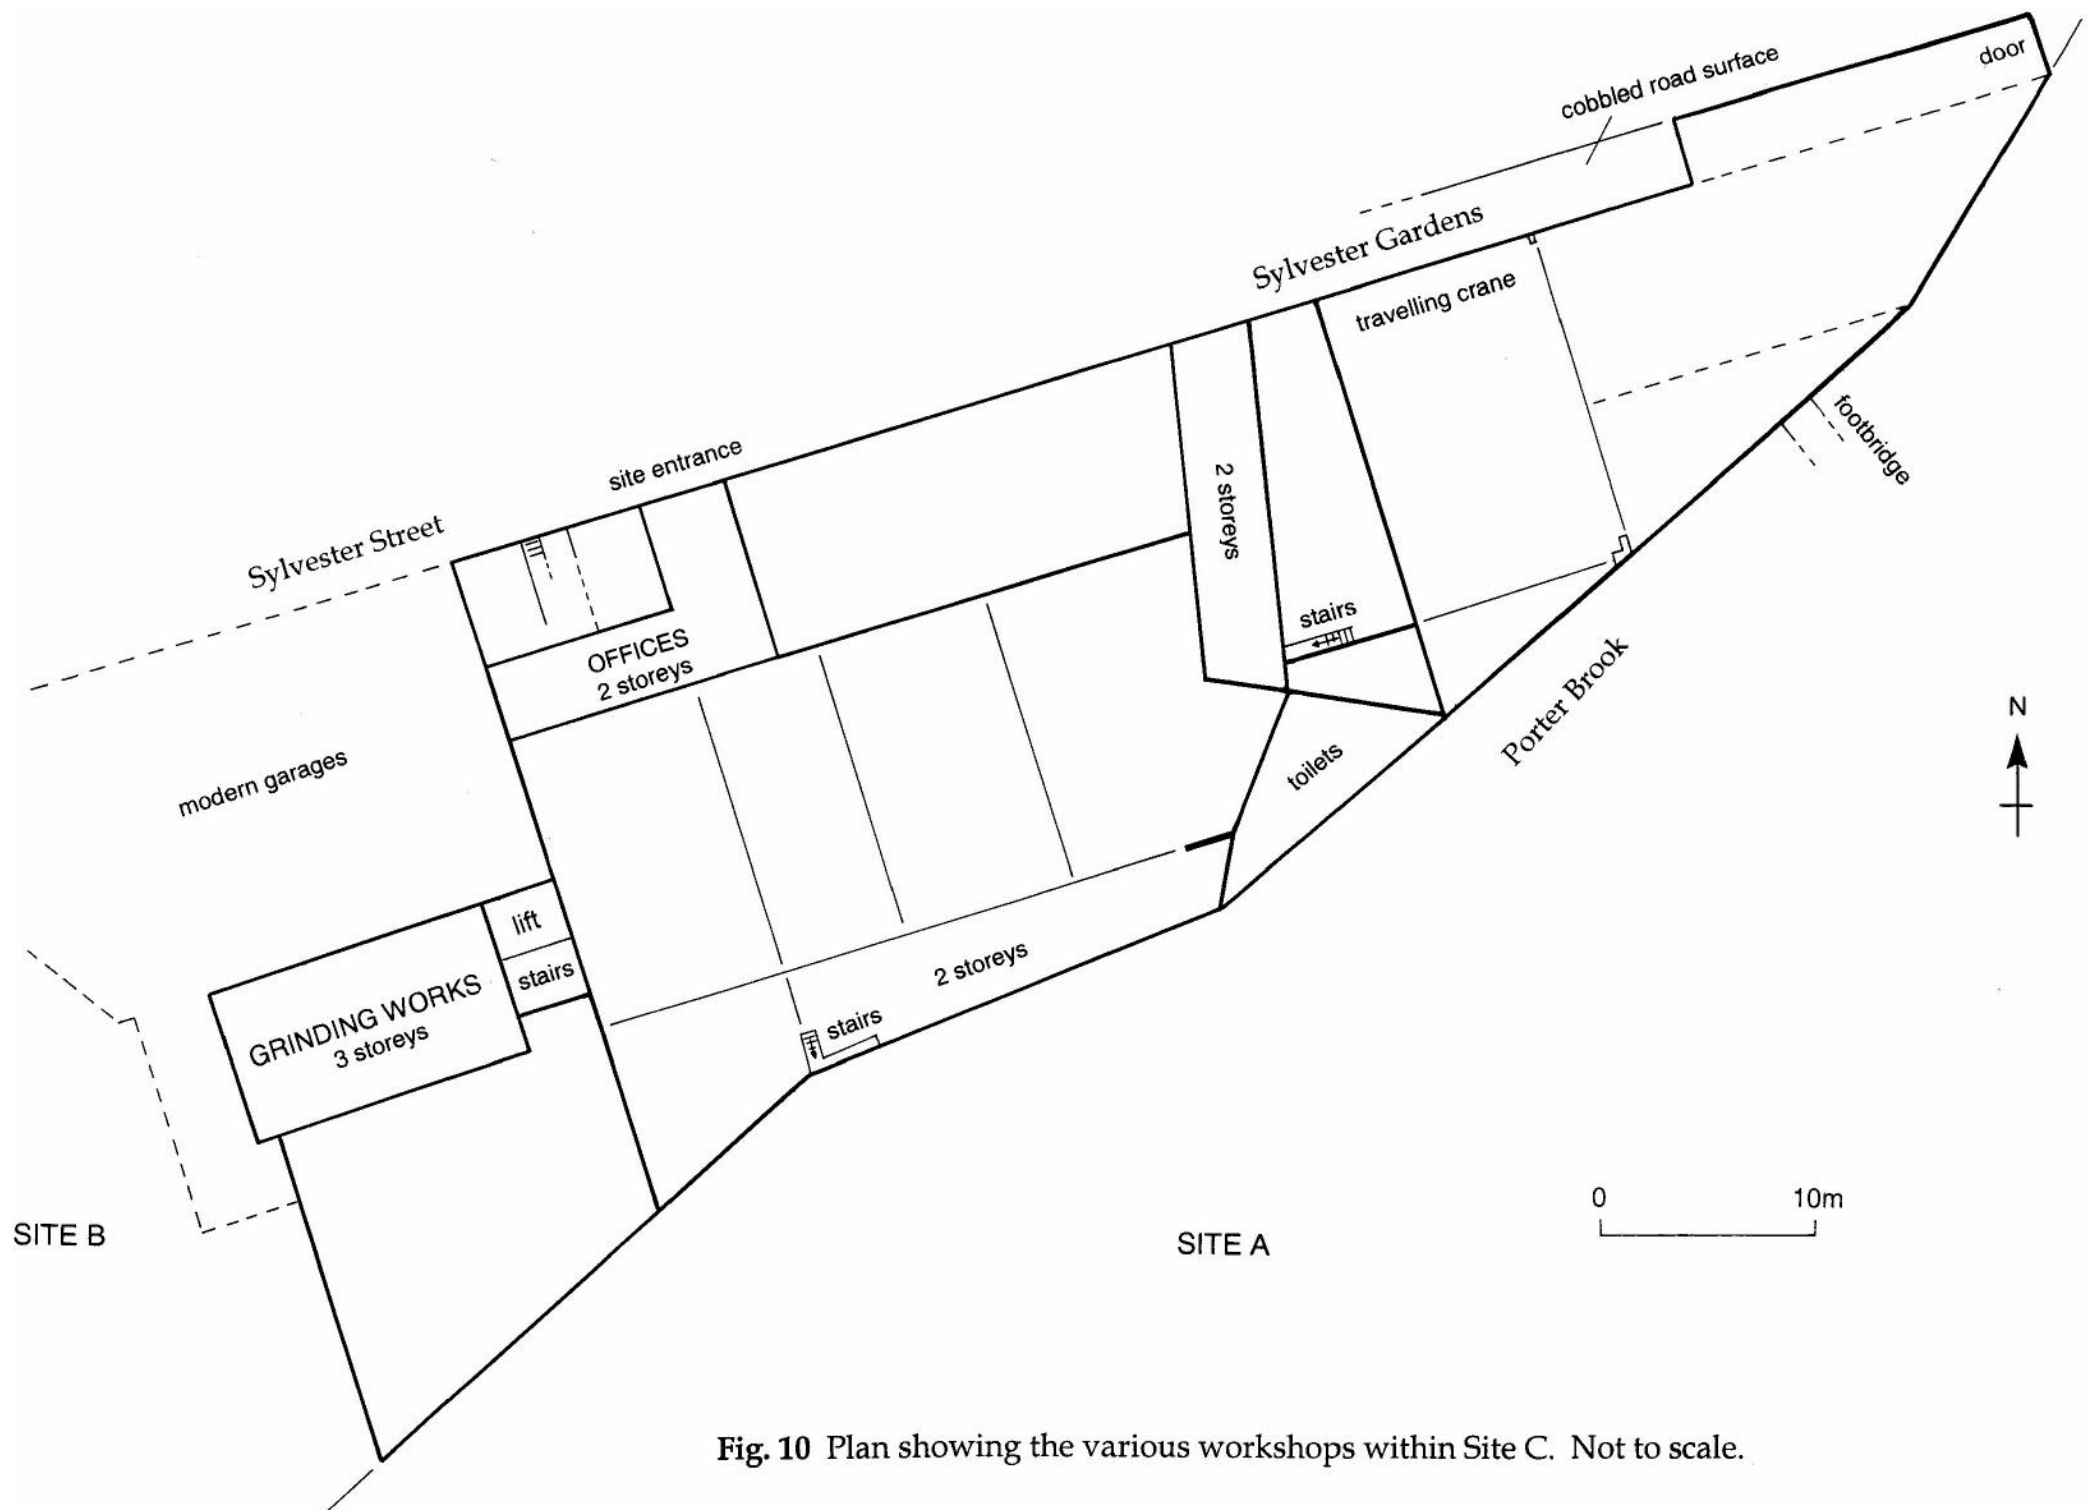 door
cobbled road surface
Sylvester Gardens
travelling crane
footbridge
site entrance
2 storeys
Sylvester Street
stairs
OFFICES
2 storeys
Porter Brook
N
toilets
modern garages
lift
stairs
GRINDING WORKS
3 storeys
2 storeys
stairs
0 10m
SITE B
SITE A
Fig. 10 Plan showing the various workshops within Site C. Not to scale.